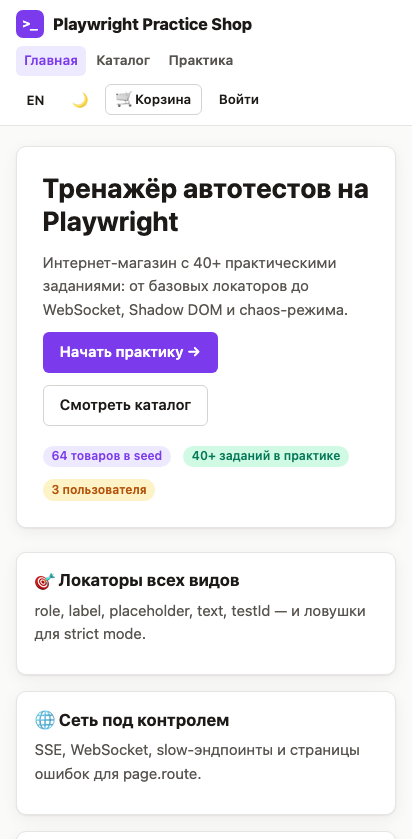 >_ Playwright Practice Shop
Главная Каталог Практика
EN 🌙 🛒 Корзина Войти
Тренажёр автотестов на
Playwright
Интернет-магазин с 40+ практическими
заданиями: от базовых локаторов до
WebSocket, Shadow DOM и chaos-режима.
Начать практику →
Смотреть каталог
64 товаров в seed 40+ заданий в практике
3 пользователя
🎯 Локаторы всех видов
role, label, placeholder, text, testId — и ловушки
для strict mode.
🌐 Сеть под контролем
SSE, WebSocket, slow-эндпоинты и страницы
ошибок для page.route.